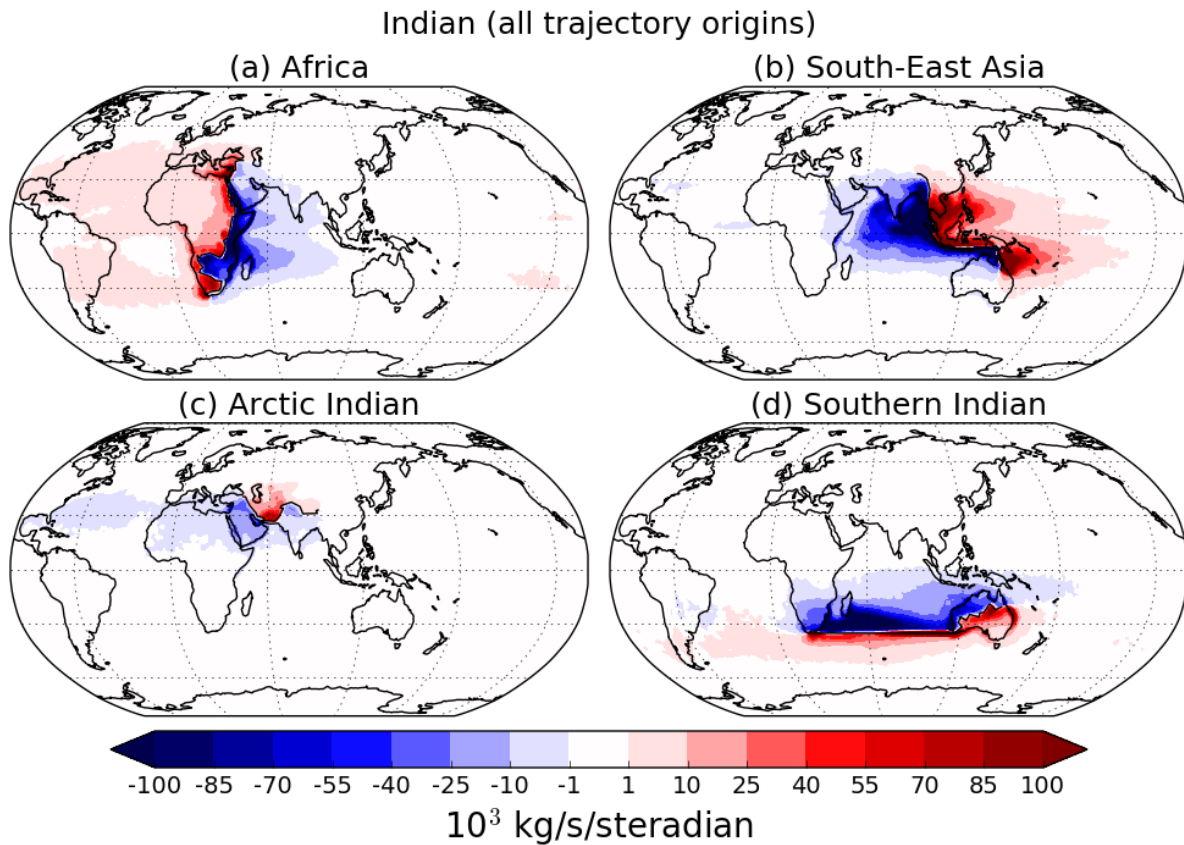 Indian (all trajectory origins)
(a) Africa
(b) South-East Asia
(c) Arctic Indian
(d) Southern Indian
-100 -85 -70 -55 -40 -25 -10 -1 1 10 25 40 55 70 85 100
10³ kg/s/steradian